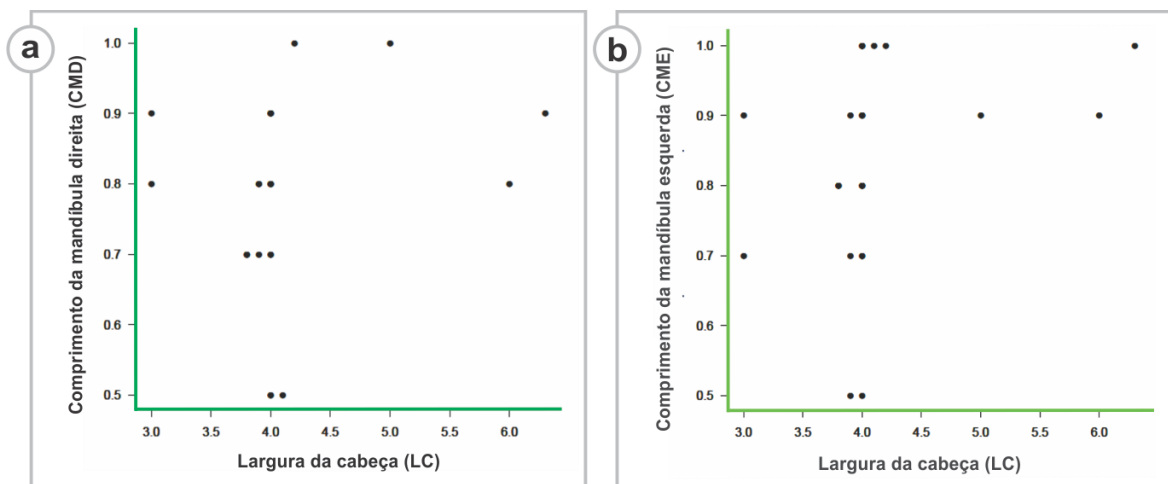 a
Comprimento da mandíbula direita (CMD)
1.0
0.9
0.8
0.7
0.6
0.5
3.0 3.5 4.0 4.5 5.0 5.5 6.0
Largura da cabeça (LC)
b
Comprimento da mandíbula esquerda (CME)
1.0
0.9
0.8
0.7
0.6
0.5
3.0 3.5 4.0 4.5 5.0 5.5 6.0
Largura da cabeça (LC)